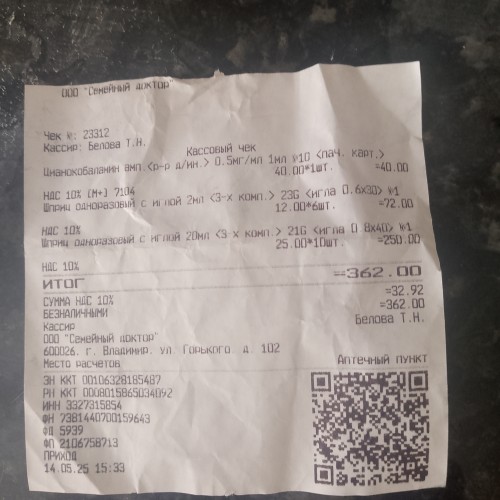 ООО "Семейный доктор"
Чек №: 23312
Кассир: Белова Т.Н.
Кассовый чек
Цианокобаламин амп.<р-р д/ин.> 0.5мг/мл 1мл №10 <пач. карт.>
40.00*1шт. =40.00
НДС 10% [М+] 7104
Шприц одноразовый с иглой 2мл <3-х комп.> 23G <игла 0.6х30> №1
12.00*6шт. =72.00
НДС 10%
Шприц одноразовый с иглой 20мл <3-х комп.> 21G <игла 0.8х40> №1
25.00*10шт. =250.00
НДС 10%
ИТОГ =362.00
СУММА НДС 10% =32.92
БЕЗНАЛИЧНЫМИ =362.00
Кассир Белова Т.Н.
ООО "Семейный доктор"
600026. г. Владимир. ул. Горького. д. 102
Место расчетов Аптечный пункт
ЗН ККТ 00106328185487
РН ККТ 0008015865034092
ИНН 3327315854
ФН 7381440700159643
ФД 5939
ФП 2106758713
ПРИХОД
14.05.25 15:33